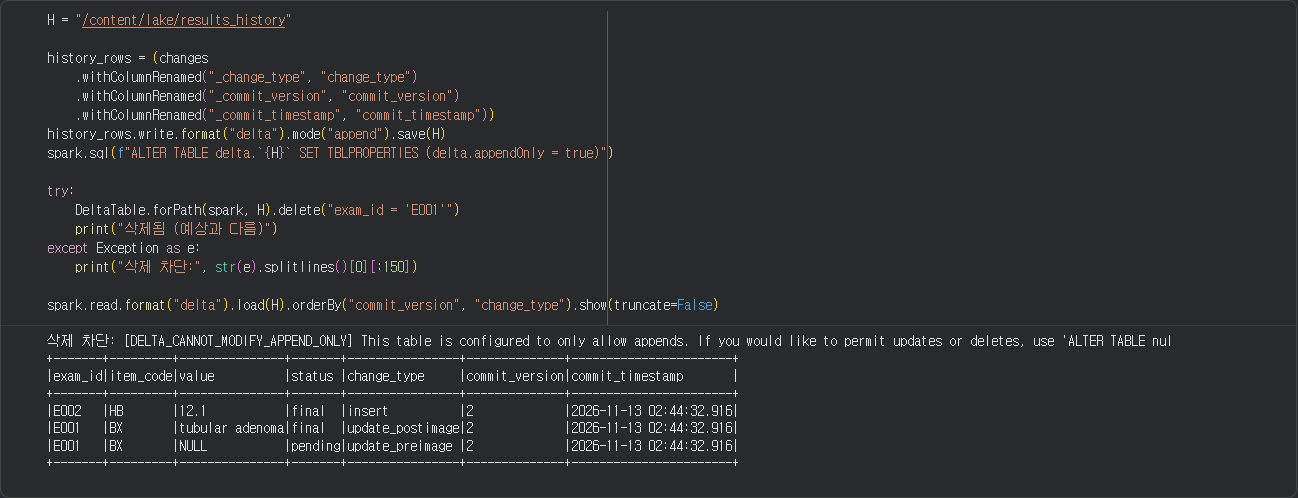 H = "/content/lake/results_history"
history_rows = (changes
    .withColumnRenamed("_change_type", "change_type")
    .withColumnRenamed("_commit_version", "commit_version")
    .withColumnRenamed("_commit_timestamp", "commit_timestamp"))
history_rows.write.format("delta").mode("append").save(H)
spark.sql(f"ALTER TABLE delta.`{H}` SET TBLPROPERTIES (delta.appendOnly = true)")
try:
    DeltaTable.forPath(spark, H).delete("exam_id = 'E001'")
    print("삭제됨 (예상과 다름)")
except Exception as e:
    print("삭제 차단:", str(e).splitlines()[0][:150])
spark.read.format("delta").load(H).orderBy("commit_version", "change_type").show(truncate=False)
삭제 차단: [DELTA_CANNOT_MODIFY_APPEND_ONLY] This table is configured to only allow appends. If you would like to permit updates or deletes, use 'ALTER TABLE nul
+-------+---------+---------------+-------+----------------+--------------+-----------------------+
|exam_id|item_code|value          |status |change_type     |commit_version|commit_timestamp       |
+-------+---------+---------------+-------+----------------+--------------+-----------------------+
|E002   |HB       |12.1           |final  |insert          |2             |2026-11-13 02:44:32.916|
|E001   |BX       |tubular adenoma|final  |update_postimage|2             |2026-11-13 02:44:32.916|
|E001   |BX       |NULL           |pending|update_preimage |2             |2026-11-13 02:44:32.916|
+-------+---------+---------------+-------+----------------+--------------+-----------------------+